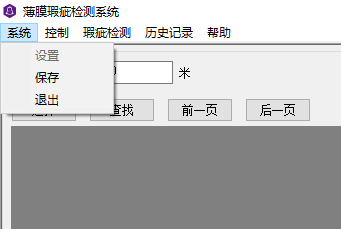 薄膜瑕疵检测系统
系统 控制 瑕疵检测 历史记录 帮助
设置
米
保存
退出
查找 前一页 后一页